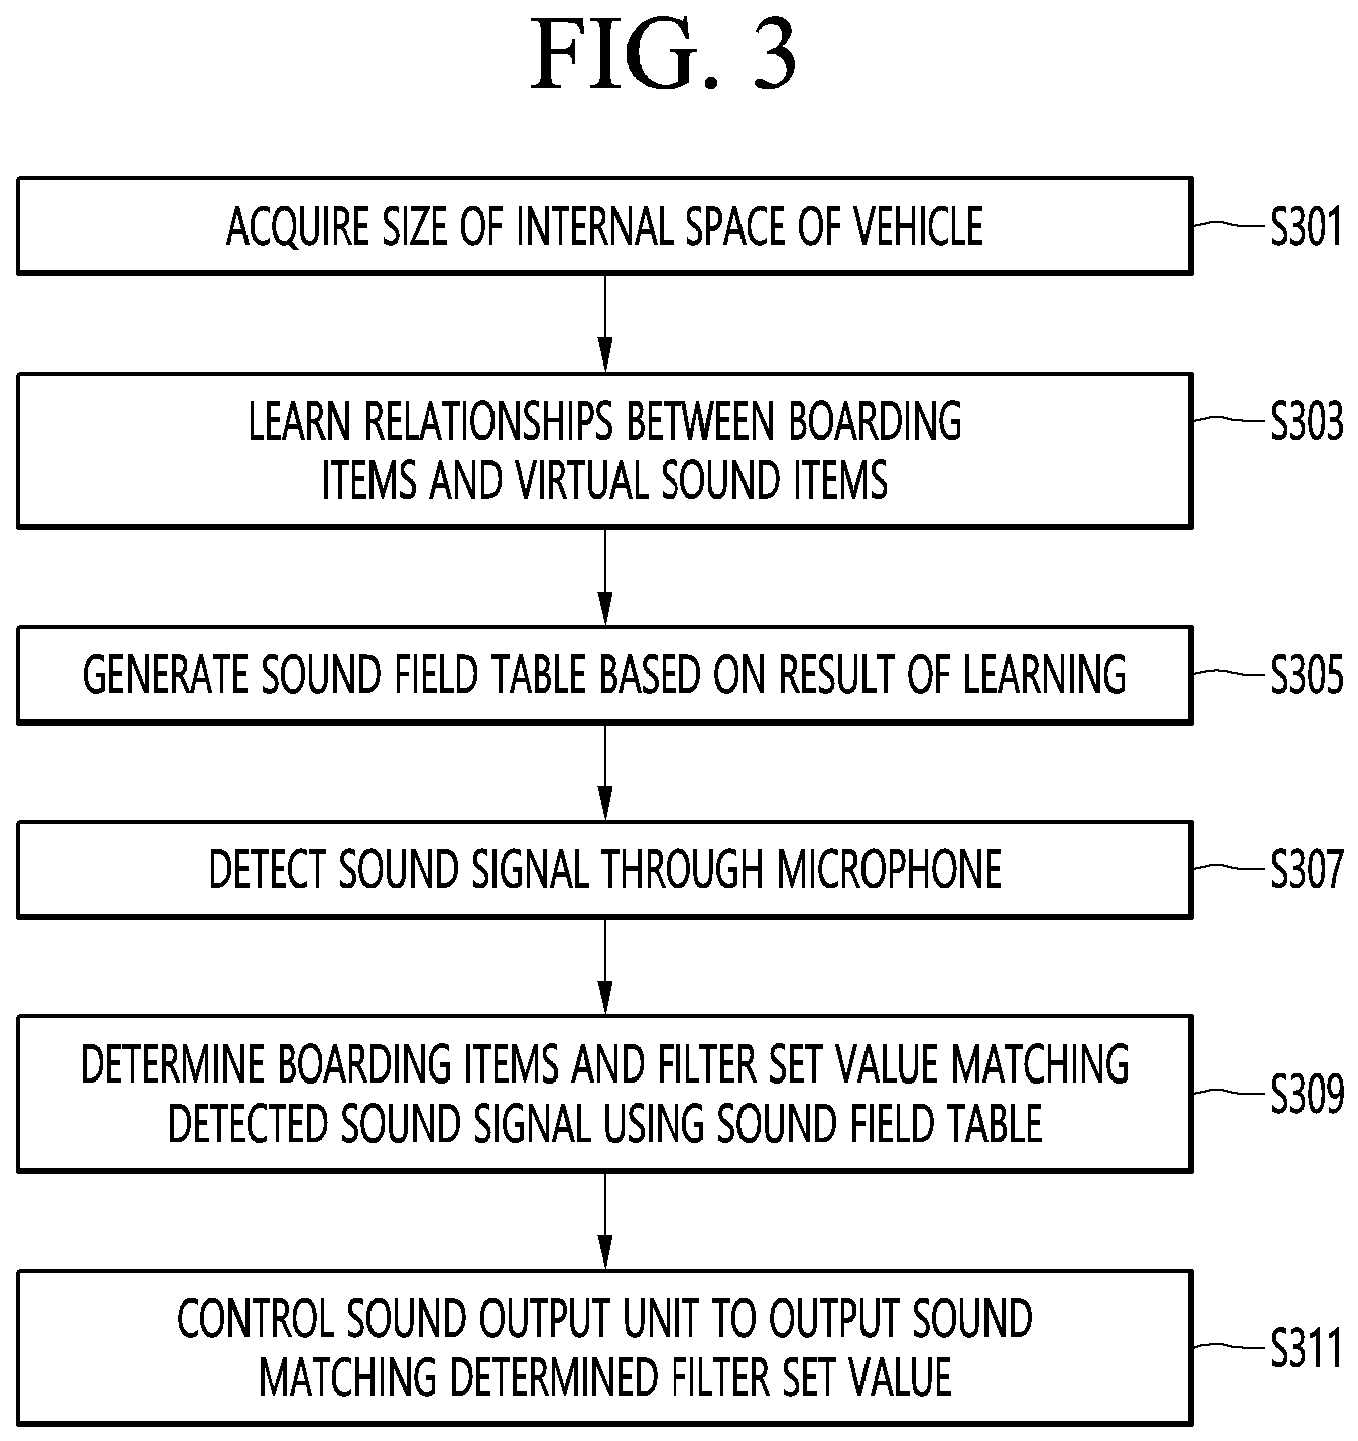 FIG. 3
ACQUIRE SIZE OF INTERNAL SPACE OF VEHICLE
S301
LEARN RELATIONSHIPS BETWEEN BOARDING
ITEMS AND VIRTUAL SOUND ITEMS
S303
GENERATE SOUND FIELD TABLE BASED ON RESULT OF LEARNING
S305
DETECT SOUND SIGNAL THROUGH MICROPHONE
S307
DETERMINE BOARDING ITEMS AND FILTER SET VALUE MATCHING
DETECTED SOUND SIGNAL USING SOUND FIELD TABLE
S309
CONTROL SOUND OUTPUT UNIT TO OUTPUT SOUND
MATCHING DETERMINED FILTER SET VALUE
S311